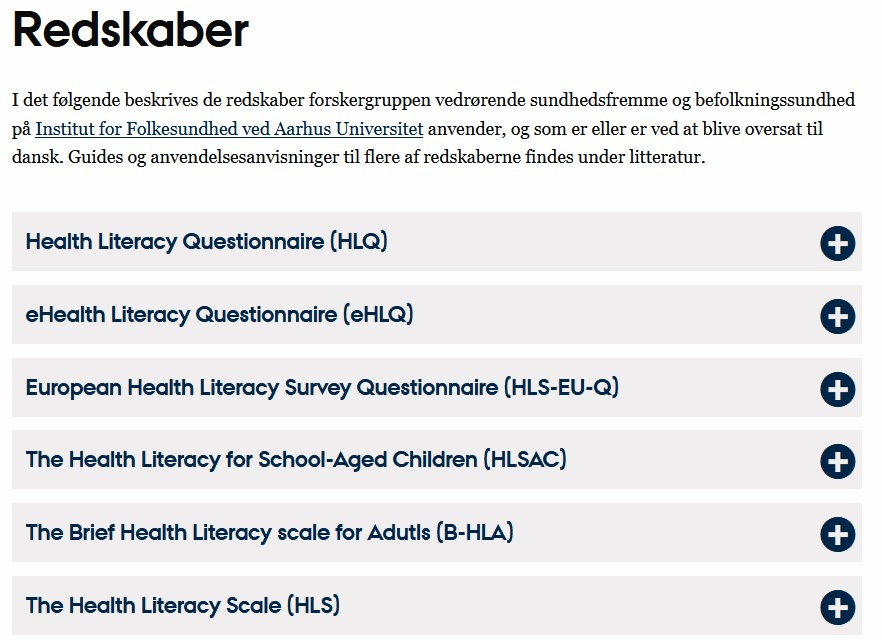 Redskaber
I det følgende beskrives de redskaber forskergruppen vedrørende sundhedsfremme og befolkningssundhed
på Institut for Folkesundhed ved Aarhus Universitet anvender, og som er eller er ved at blive oversat til
dansk. Guides og anvendelsesanvisninger til flere af redskaberne findes under litteratur.
Health Literacy Questionnaire (HLQ)
eHealth Literacy Questionnaire (eHLQ)
European Health Literacy Survey Questionnaire (HLS-EU-Q)
The Health Literacy for School-Aged Children (HLSAC)
The Brief Health Literacy scale for Adutls (B-HLA)
The Health Literacy Scale (HLS)